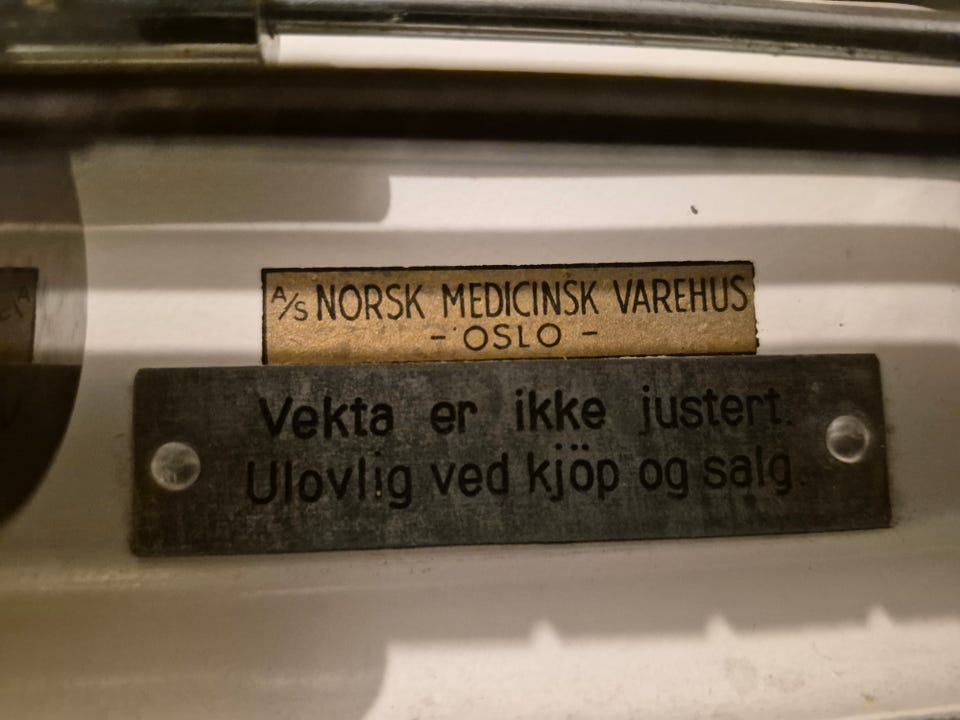 A/S NORSK MEDICINSK VAREHUS
- OSLO -
Vekta er ikke justert.
Ulovlig ved kjöp og salg.